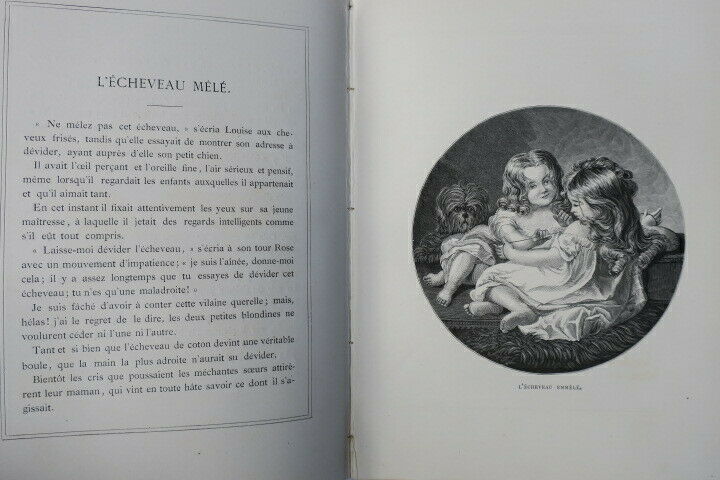 L'ÉCHEVEAU MÊLÉ.
« Ne mêlez pas cet écheveau, » s'écria Louise aux che-
veux frisés, tandis qu'elle essayait de montrer son adresse à
dévider, ayant auprès d'elle son petit chien.
Il avait l'œil perçant et l'oreille fine, l'air sérieux et pensif,
même lorsqu'il regardait les enfants auxquelles il appartenait
et qu'il aimait tant.
En cet instant il fixait attentivement les yeux sur sa jeune
maîtresse, à laquelle il jetait des regards intelligents comme
s'il eût tout compris.
« Laisse-moi dévider l'écheveau, » s'écria à son tour Rose
avec un mouvement d'impatience; « je suis l'aînée, donne-moi
cela; il y a assez longtemps que tu essayes de dévider cet
écheveau; tu n'es qu'une maladroite! »
Je suis fâché d'avoir à conter cette vilaine querelle; mais,
hélas! j'ai le regret de le dire, les deux petites blondines ne
voulurent céder ni l'une ni l'autre.
Tant et si bien que l'écheveau de coton devint une véritable
boule, que la main la plus adroite n'aurait su dévider.
Bientôt les cris que poussaient les méchantes sœurs attirè-
rent leur maman, qui vint en toute hâte savoir ce dont il s'a-
gissait.
L'ÉCHEVEAU EMMÊLÉ.